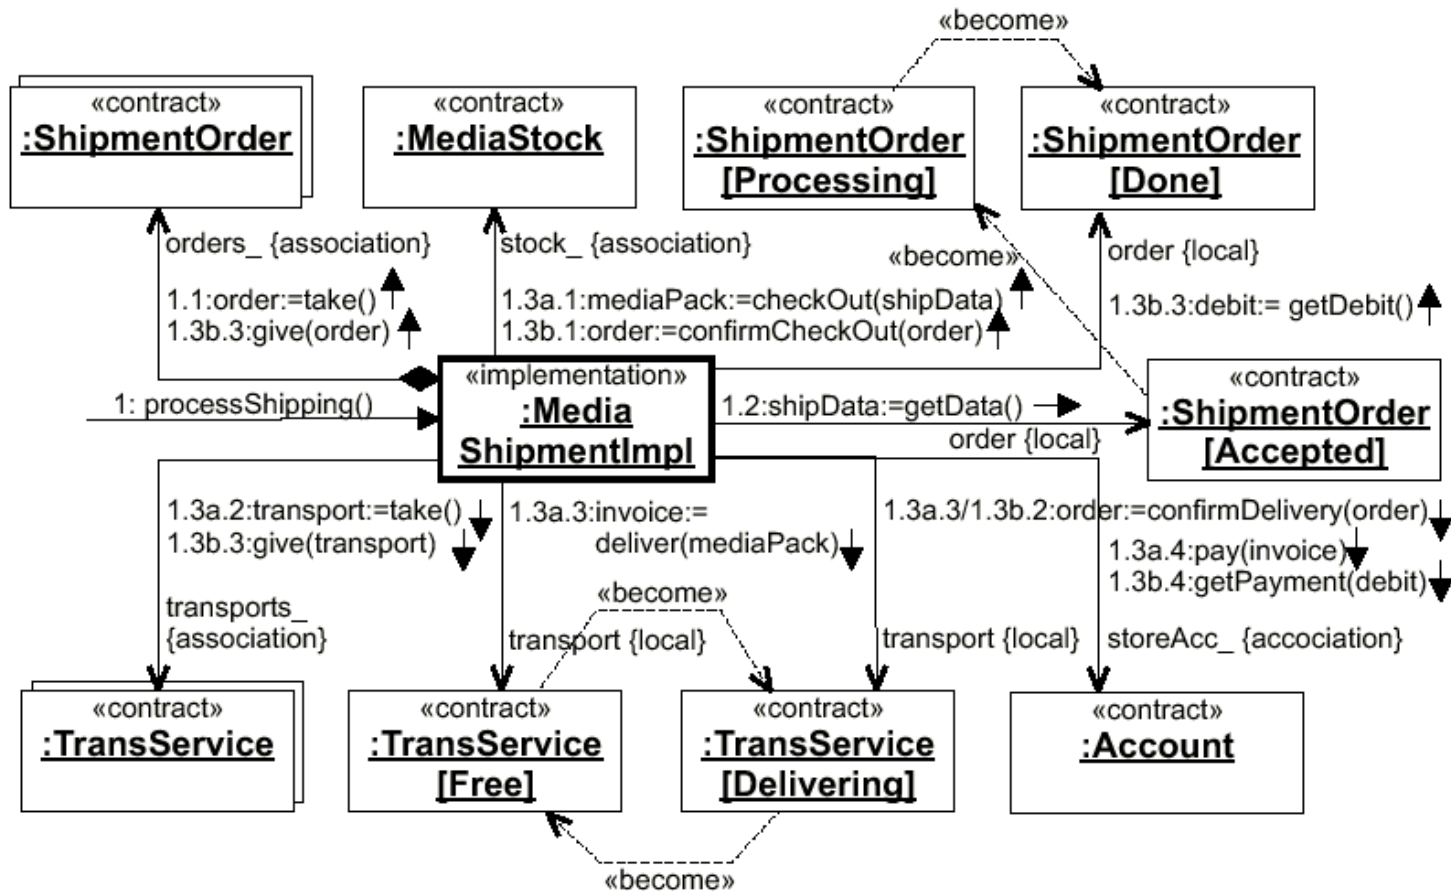 «become»
«contract»
:ShipmentOrder
«contract»
:MediaStock
«contract»
:ShipmentOrder
[Processing]
«contract»
:ShipmentOrder
[Done]
orders_ {association}
stock_ {association}
«become»
order {local}
1.1:order:=take()
1.3b.3:give(order)
1.3a.1:mediaPack:=checkOut(shipData)
1.3b.1:order:=confirmCheckOut(order)
1.3b.3:debit:= getDebit()
1: processShipping()
«implementation»
:Media
ShipmentImpl
1.2:shipData:=getData()
order {local}
«contract»
:ShipmentOrder
[Accepted]
1.3a.2:transport:=take()
1.3b.3:give(transport)
1.3a.3:invoice:=
deliver(mediaPack)
1.3a.3/1.3b.2:order:=confirmDelivery(order)
1.3a.4:pay(invoice)
1.3b.4:getPayment(debit)
transports_
{association}
«become»
transport {local}
transport {local}
storeAcc_ {accociation}
«contract»
:TransService
«contract»
:TransService
[Free]
«contract»
:TransService
[Delivering]
«contract»
:Account
«become»